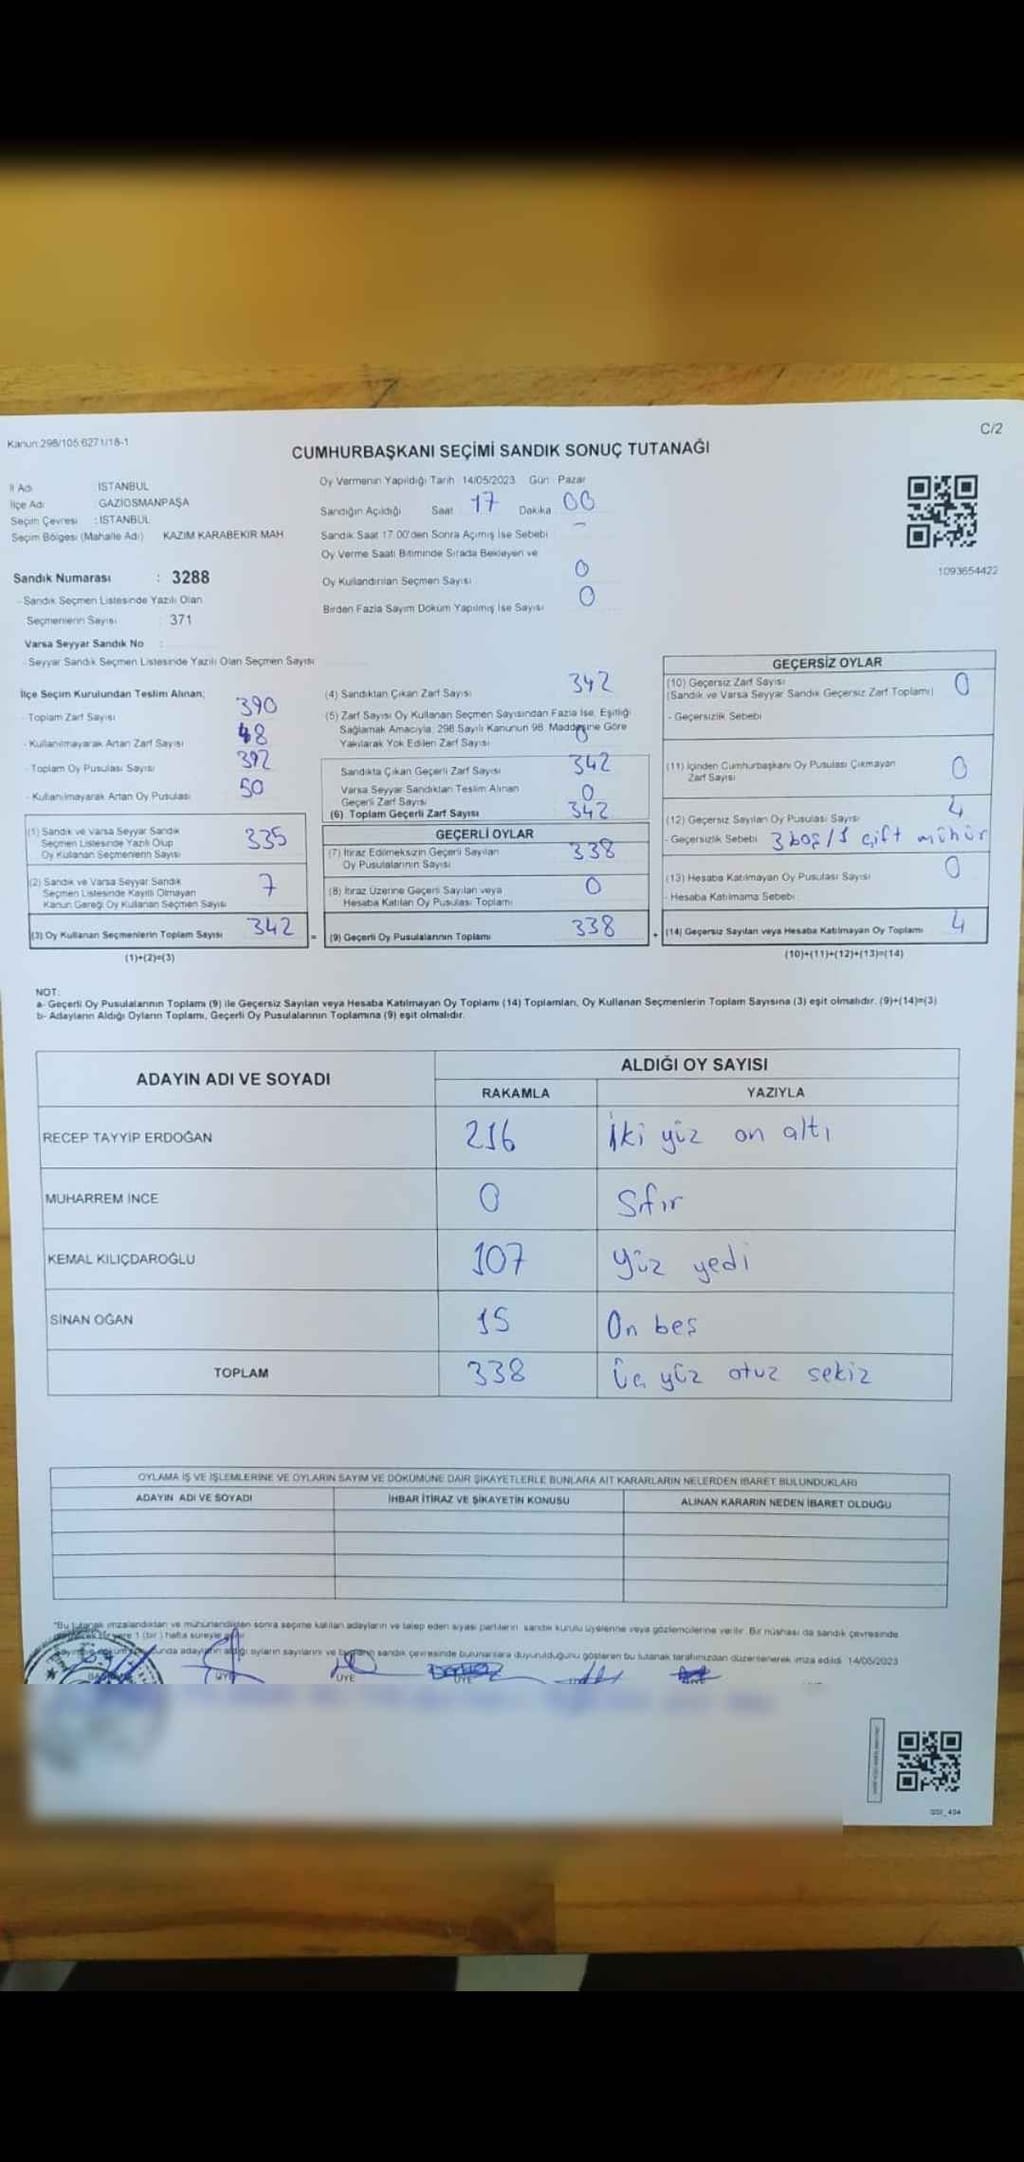 Kanun:298/105 6271/18-1
C/2
CUMHURBAŞKANI SEÇİMİ SANDIK SONUÇ TUTANAĞI
İl Adı ISTANBUL
İlçe Adı GAZİOSMANPAŞA
Seçim Çevresi : ISTANBUL
Seçim Bölgesi (Mahalle Adı) KAZIM KARABEKİR MAH
Sandık Numarası : 3288
- Sandık Seçmen Listesinde Yazılı Olan
Seçmenlerin Sayısı 371
Varsa Seyyar Sandık No :
- Seyyar Sandık Seçmen Listesinde Yazılı Olan Seçmen Sayısı
Oy Vermenin Yapıldığı Tarih 14/05/2023 Gün Pazar
Sandığın Açıldığı Saat 17 Dakika 00
Sandık Saat 17.00'den Sonra Açımış İse Sebebi -
Oy Verme Saati Bitiminde Sırada Bekleyen ve
Oy Kullandırılan Seçmen Sayısı 0
Birden Fazla Sayım Döküm Yapılmış İse Sayısı 0
1093654422
İlçe Seçim Kurulundan Teslim Alınan;
- Toplam Zarf Sayısı 390
- Kullanılmayarak Artan Zarf Sayısı 48
- Toplam Oy Pusulası Sayısı 392
- Kullanılmayarak Artan Oy Pusulası 50
(1) Sandık ve Varsa Seyyar Sandık
Seçmen Listesinde Yazılı Olup
Oy Kullanan Seçmenlerin Sayısı 335
(2) Sandık ve Varsa Seyyar Sandık
Seçmen Listesinde Kayıtlı Olmayan
Kanun Gereği Oy Kullanan Seçmen Sayısı 7
(3) Oy Kullanan Seçmenlerin Toplam Sayısı 342 =
(1)+(2)=(3)
(4) Sandıktan Çıkan Zarf Sayısı 342
(5) Zarf Sayısı Oy Kullanan Seçmen Sayısından Fazla İse, Eşitliği
Sağlamak Amacıyla, 298 Sayılı Kanunun 98. Maddesine Göre
Yakılarak Yok Edilen Zarf Sayısı 0
Sandıkta Çıkan Geçerli Zarf Sayısı 342
Varsa Seyyar Sandıktan Teslim Alınan
Geçerli Zarf Sayısı 0
(6) Toplam Geçerli Zarf Sayısı 342
GEÇERLİ OYLAR
(7) İtiraz Edilmeksizin Geçerli Sayılan
Oy Pusulalarının Sayısı 338
(8) İtiraz Üzerine Geçerli Sayılan veya
Hesaba Katılan Oy Pusulası Toplamı 0
(9) Geçerli Oy Pusulalarının Toplamı 338 +
GEÇERSİZ OYLAR
(10) Geçersiz Zarf Sayısı
(Sandık ve Varsa Seyyar Sandık Geçersiz Zarf Toplamı) 0
- Geçersizlik Sebebi
(11) İçinden Cumhurbaşkanı Oy Pusulası Çıkmayan
Zarf Sayısı 0
(12) Geçersiz Sayılan Oy Pusulası Sayısı 4
- Geçersizlik Sebebi 3 boş/1 çift mühür
(13) Hesaba Katılmayan Oy Pusulası Sayısı 0
- Hesaba Katılmama Sebebi
(14) Geçersiz Sayılan veya Hesaba Katılmayan Oy Toplamı 4
(10)+(11)+(12)+(13)=(14)
NOT:
a- Geçerli Oy Pusulalarının Toplamı (9) ile Geçersiz Sayılan veya Hesaba Katılmayan Oy Toplamı (14) Toplamları, Oy Kullanan Seçmenlerin Toplam Sayısına (3) eşit olmalıdır. (9)+(14)=(3)
b- Adayların Aldığı Oyların Toplamı, Geçerli Oy Pusulalarının Toplamına (9) eşit olmalıdır.
ADAYIN ADI VE SOYADI
ALDIĞI OY SAYISI
RAKAMLA YAZIYLA
RECEP TAYYİP ERDOĞAN 216 İki yüz on altı
MUHARREM İNCE 0 Sıfır
KEMAL KILIÇDAROĞLU 107 Yüz yedi
SİNAN OĞAN 15 On beş
TOPLAM 338 Üç yüz otuz sekiz
OYLAMA İŞ VE İŞLEMLERİNE VE OYLARIN SAYIM VE DÖKÜMÜNE DAİR ŞİKAYETLERLE BUNLARA AİT KARARLARIN NELERDEN İBARET BULUNDUKLARI
ADAYIN ADI VE SOYADI İHBAR İTİRAZ VE ŞİKAYETİN KONUSU ALINAN KARARIN NEDEN İBARET OLDUĞU
"Bu tutanak imzalandıktan ve mühürlendikten sonra seçime katılan adayların ve talep eden siyasi partilerin sandık kurulu üyelerine veya gözlemcilerine verilir. Bir nüshası da sandık çevresinde
1 (bir) hafta süreyle
adayların aldığı oyların sayılarını ve bunların sandık çevresinde bulunanlara duyurulduğunu gösteren bu tutanak tarafımızdan düzenlenerek imza edildi. 14/05/2023
ÜYE ÜYE ÜYE